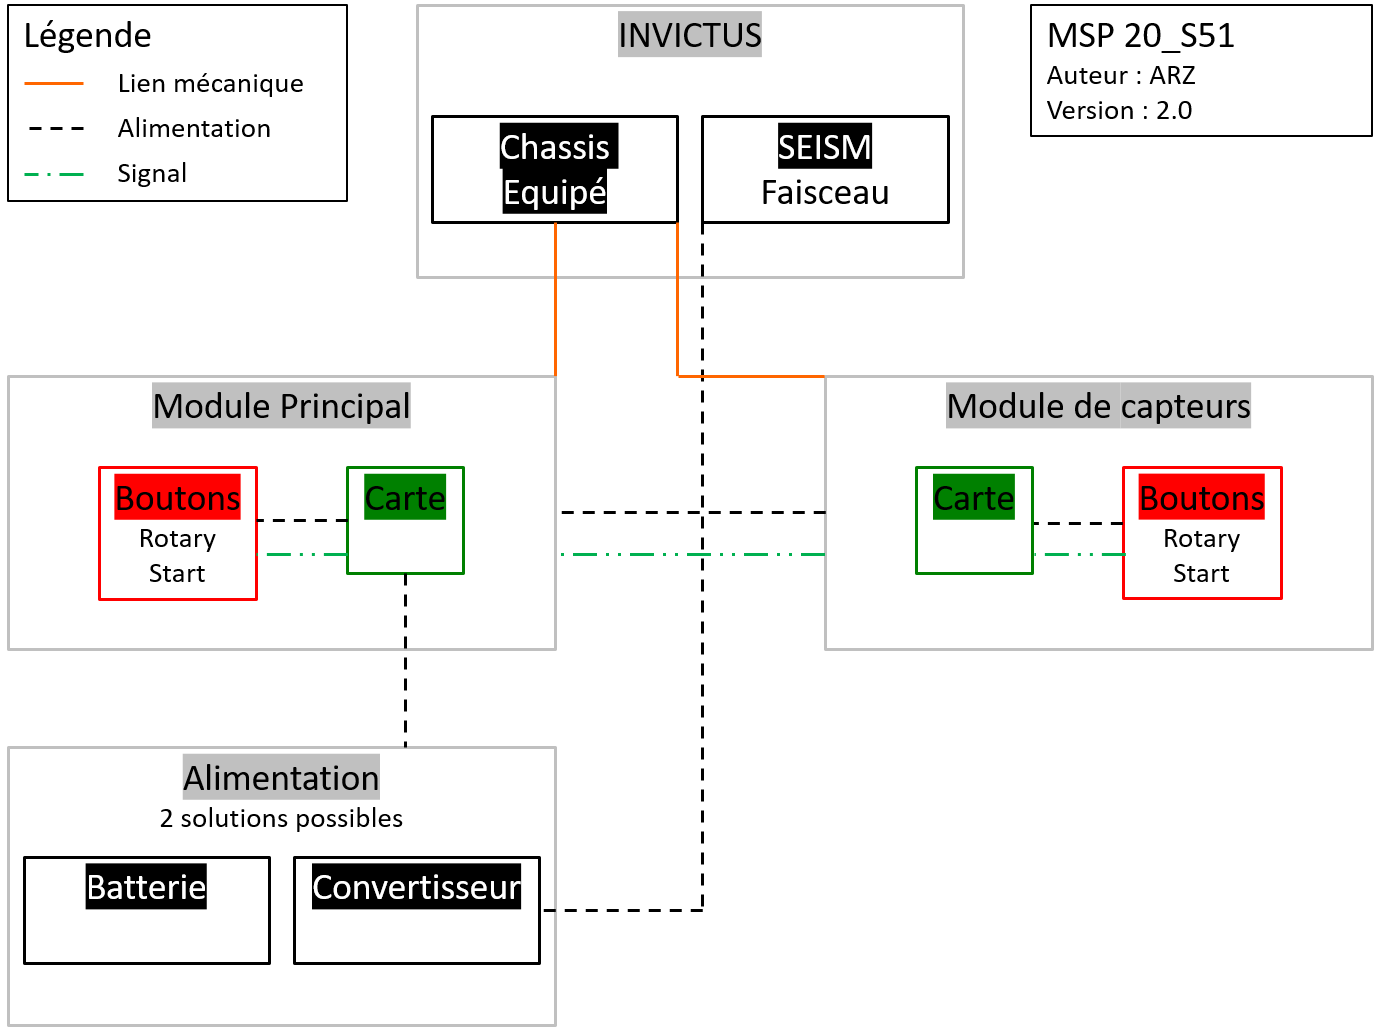 Légende
Lien mécanique
Alimentation
Signal
INVICTUS
Chassis
Equipé
SEISM
Faisceau
MSP 20_S51
Auteur : ARZ
Version : 2.0
Module Principal
Boutons
Rotary
Start
Carte
Module de capteurs
Carte
Boutons
Rotary
Start
Alimentation
2 solutions possibles
Batterie
Convertisseur